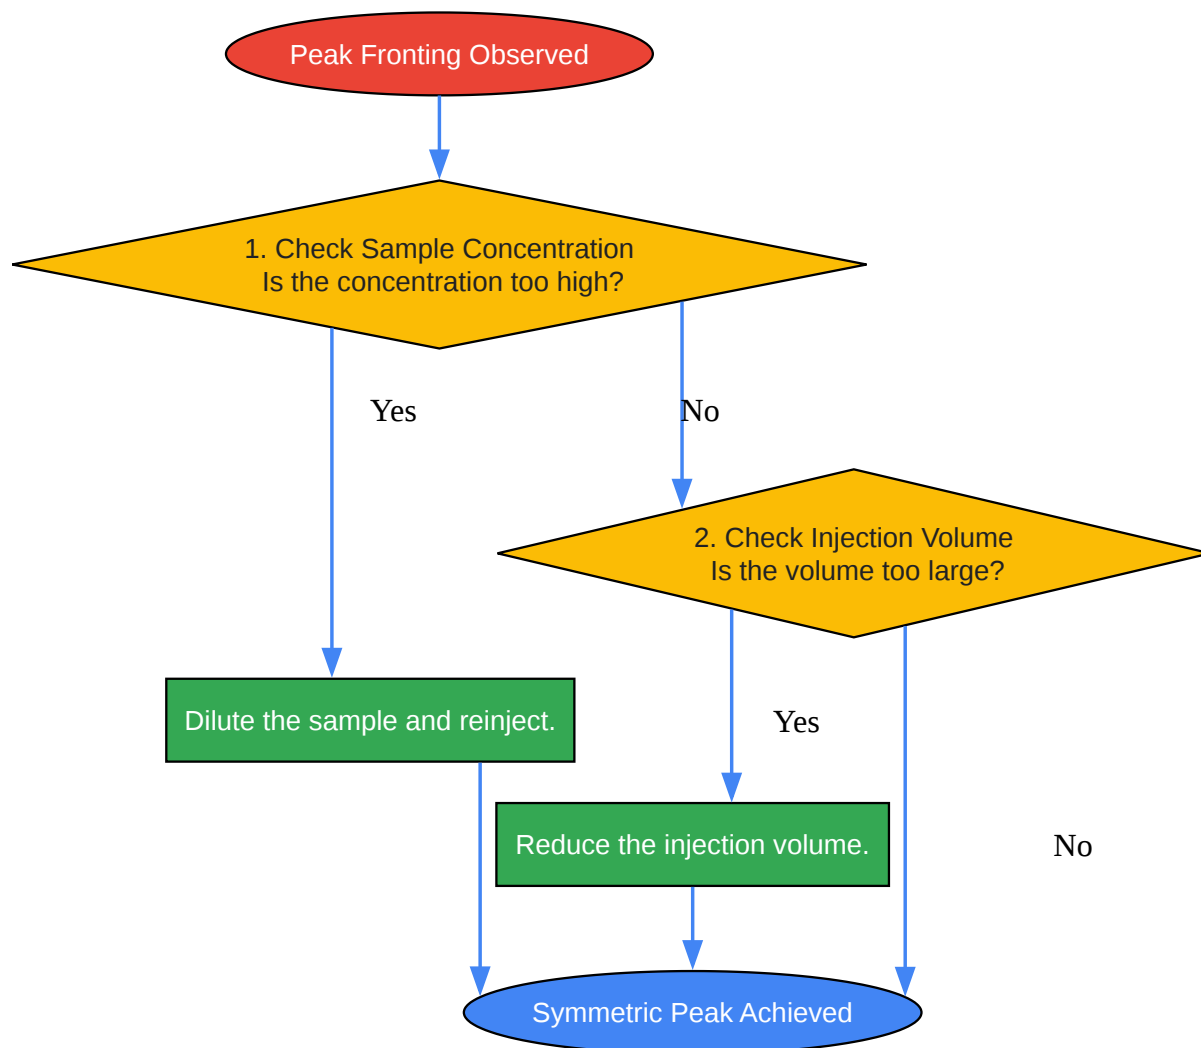 Peak Fronting Observed
1. Check Sample Concentration
Is the concentration too high?
Yes
No
2. Check Injection Volume
Is the volume too large?
Dilute the sample and reinject.
Yes
Reduce the injection volume.
No
Symmetric Peak Achieved